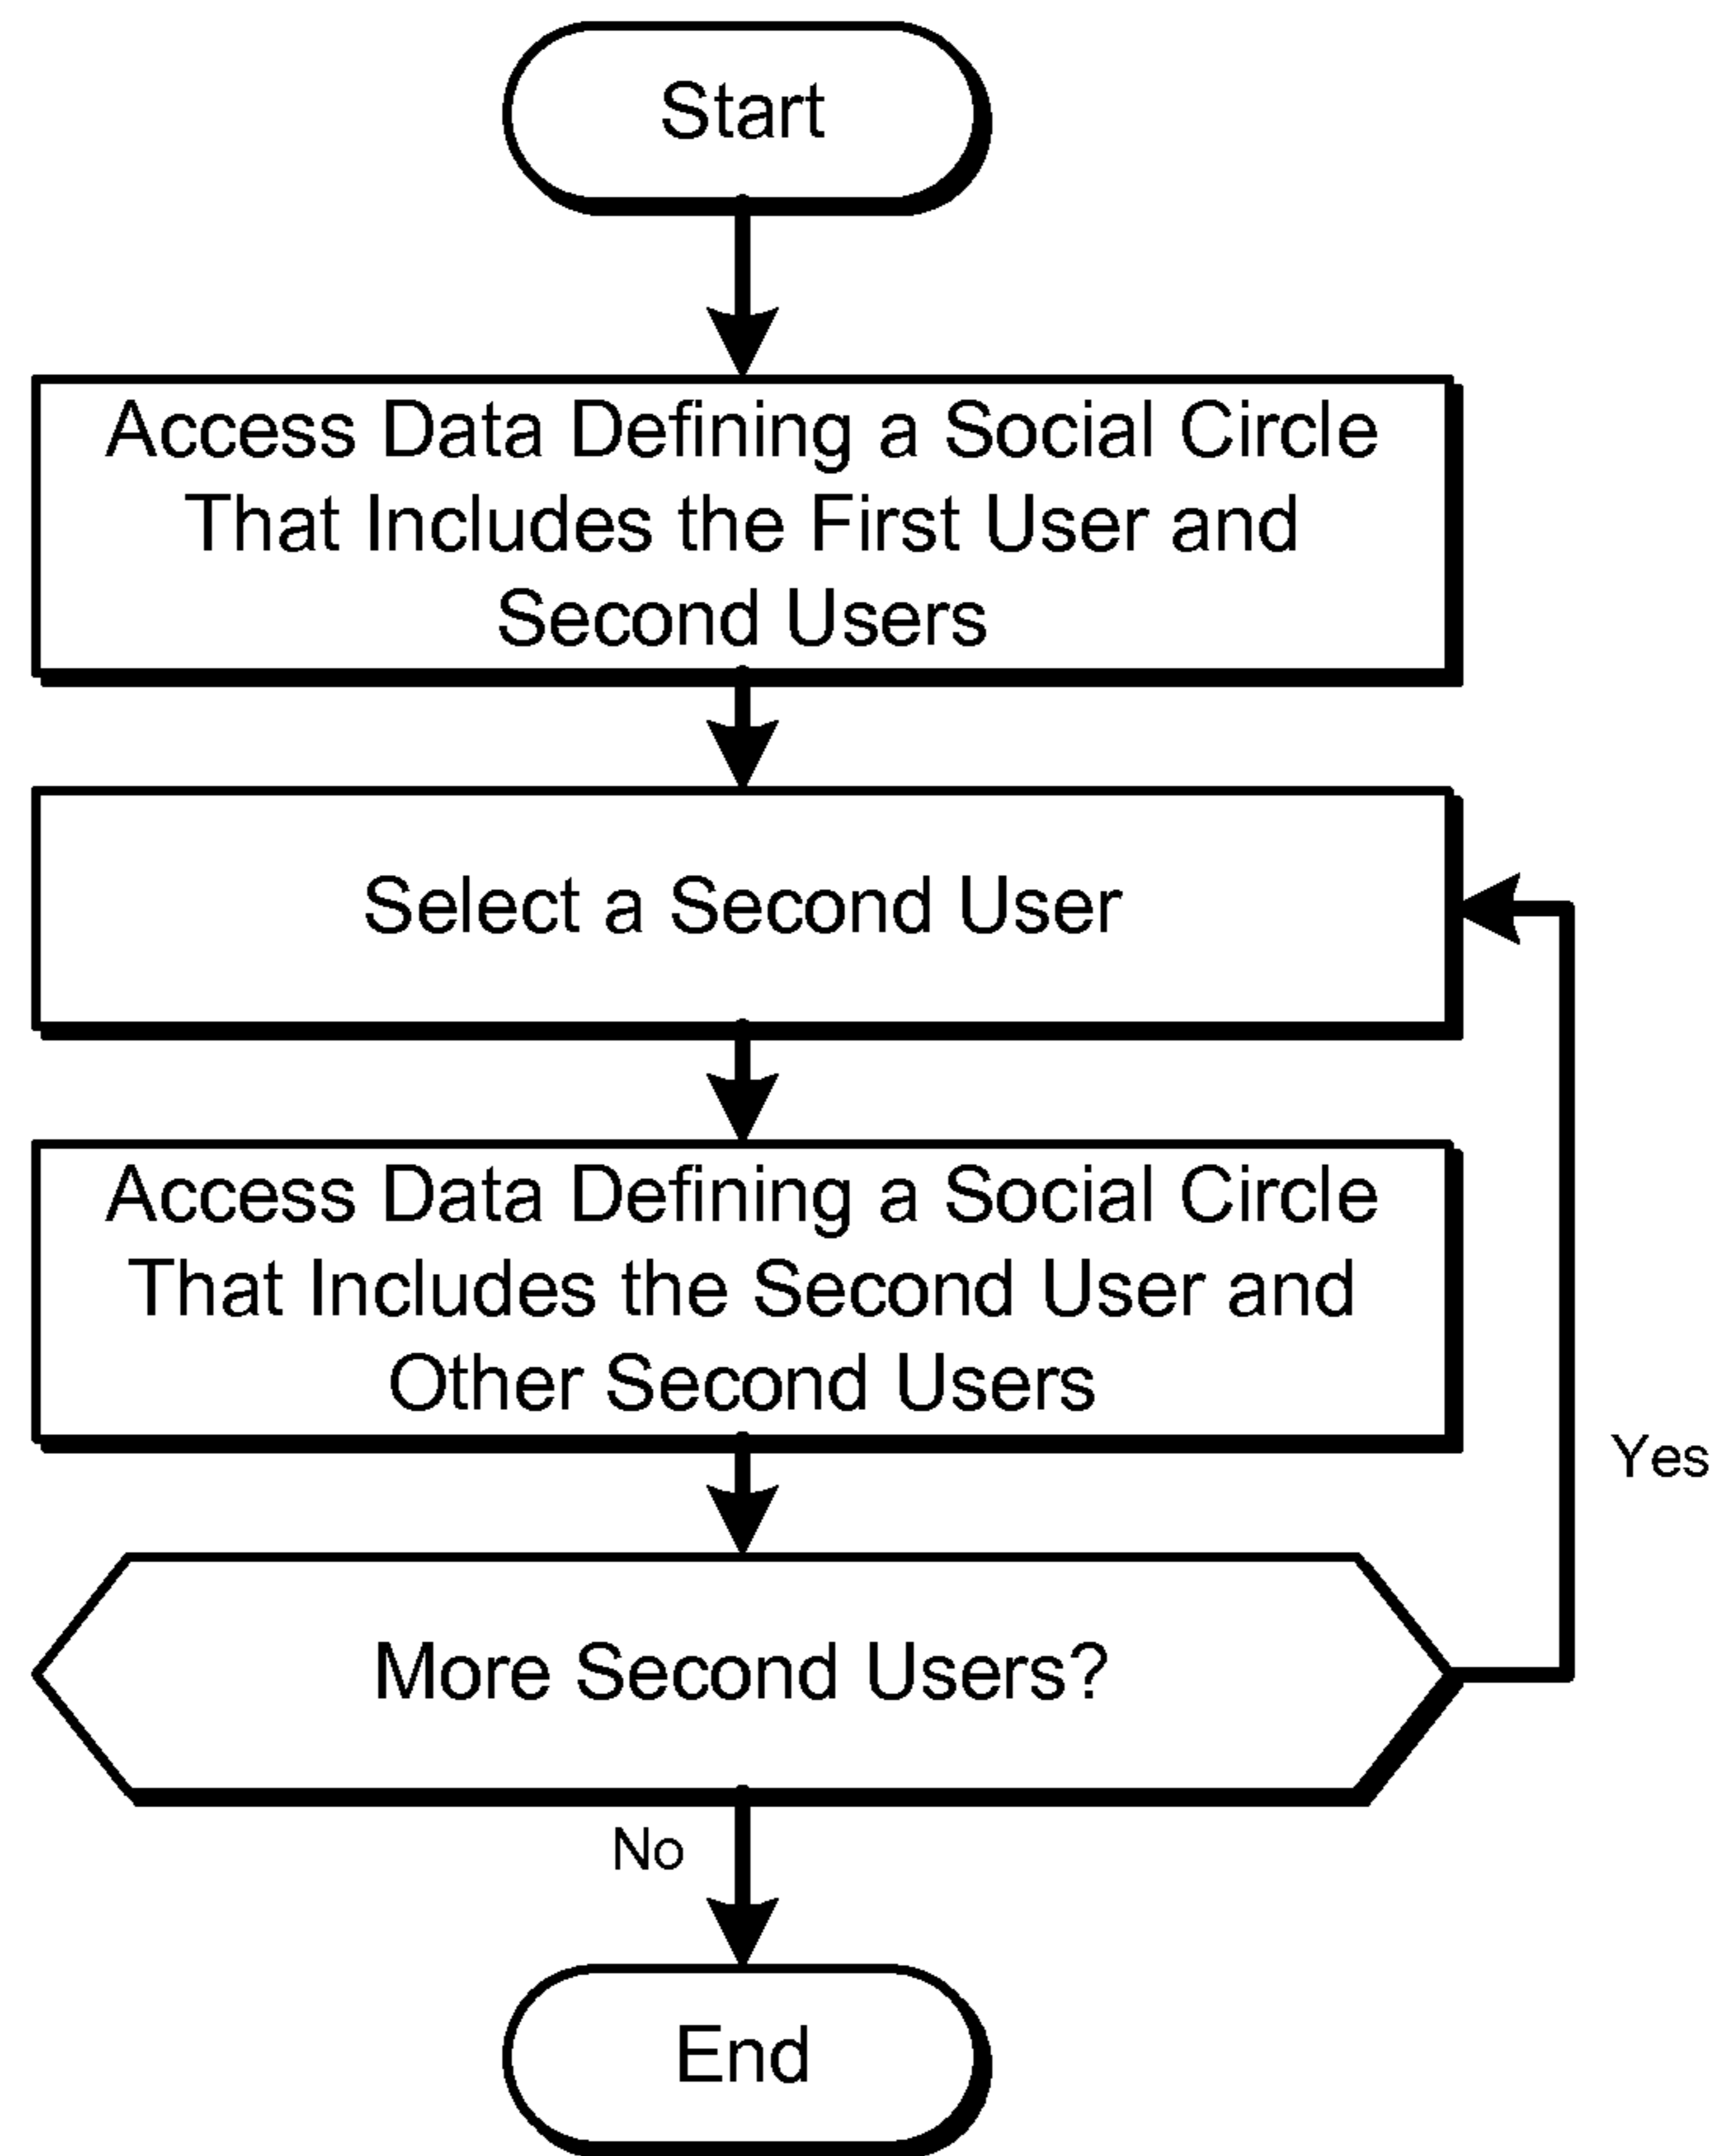 Start
Access Data Defining a Social Circle
That Includes the First User and
Second Users
Select a Second User
Access Data Defining a Social Circle
That Includes the Second User and
Other Second Users
Yes
More Second Users?
No
End